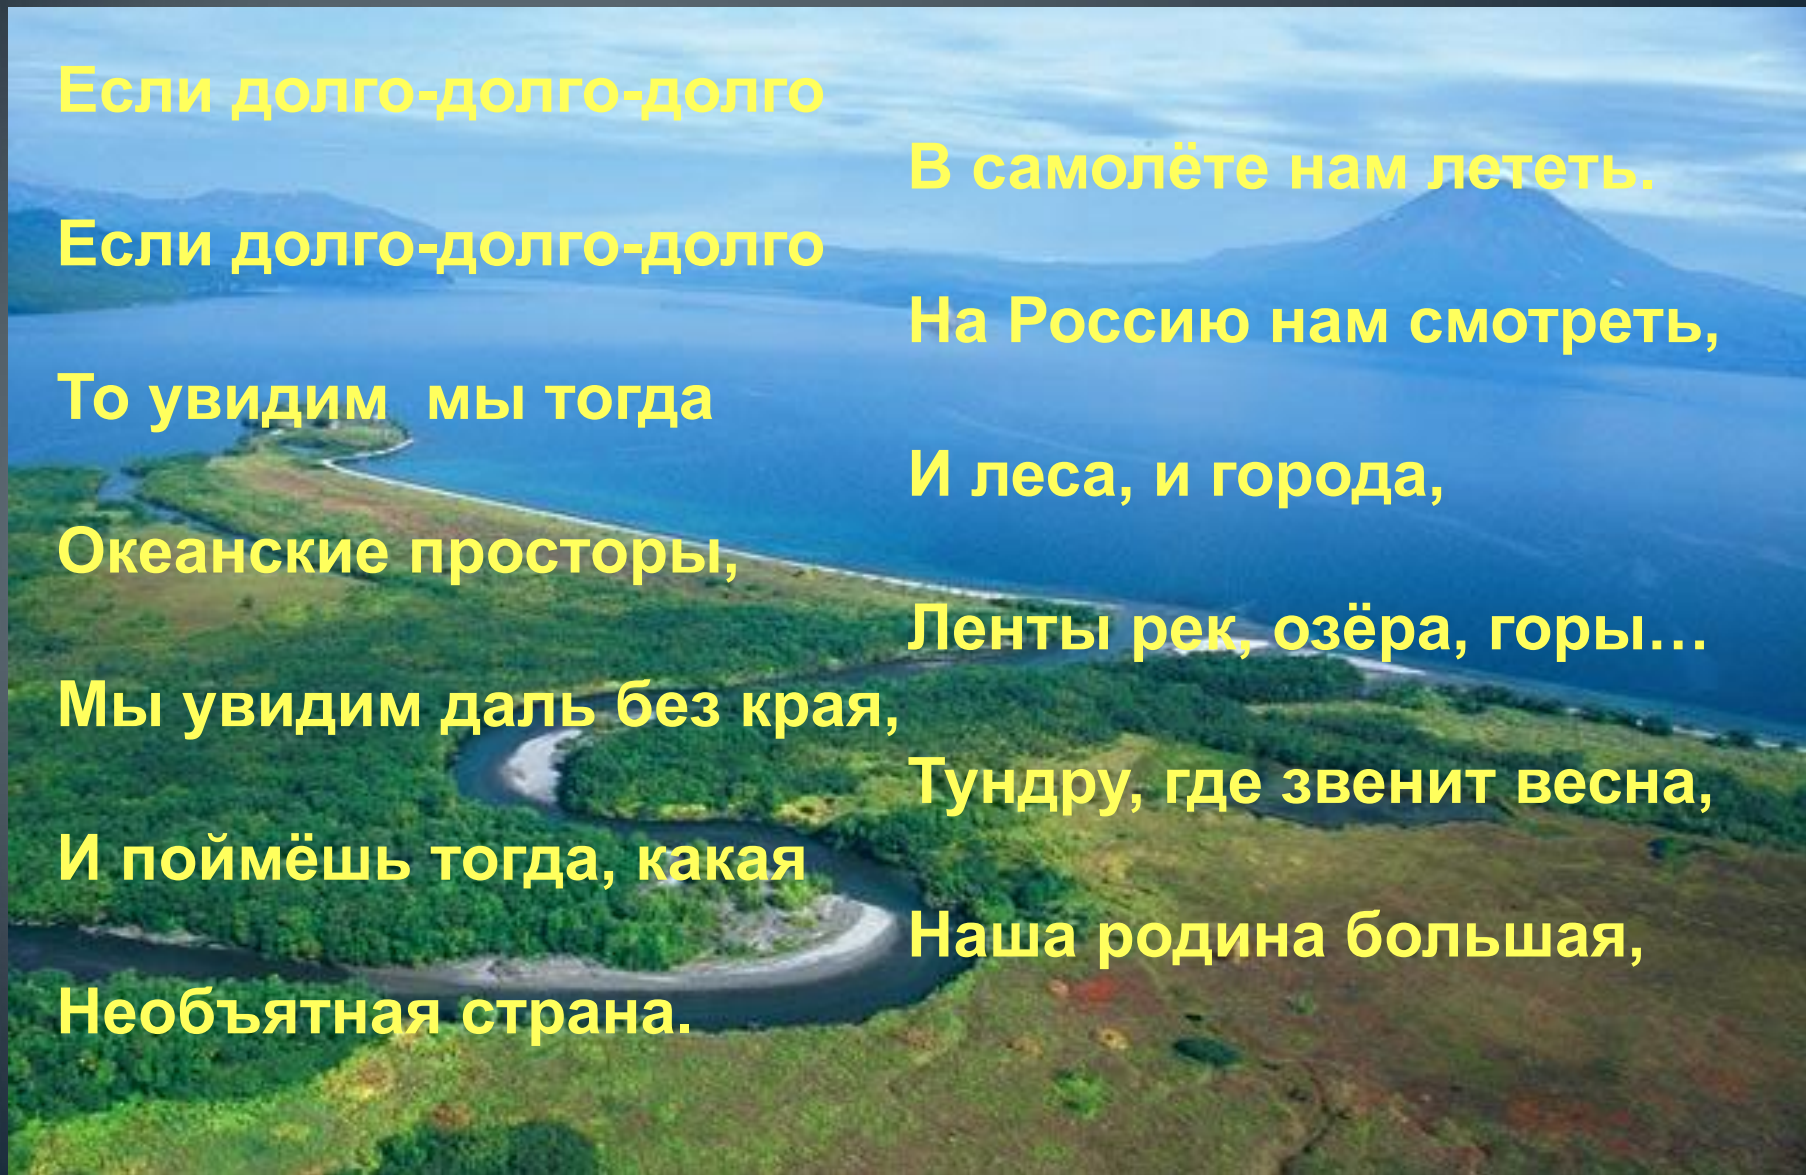 Если долго-долго-долго
В самолёте нам лететь.
Если долго-долго-долго
На Россию нам смотреть,
То увидим  мы тогда
И леса, и города,
Океанские просторы,
Ленты рек, озёра, горы…
Мы увидим даль без края,
Тундру, где звенит весна,
И поймёшь тогда, какая
Наша родина большая,
Необъятная страна.